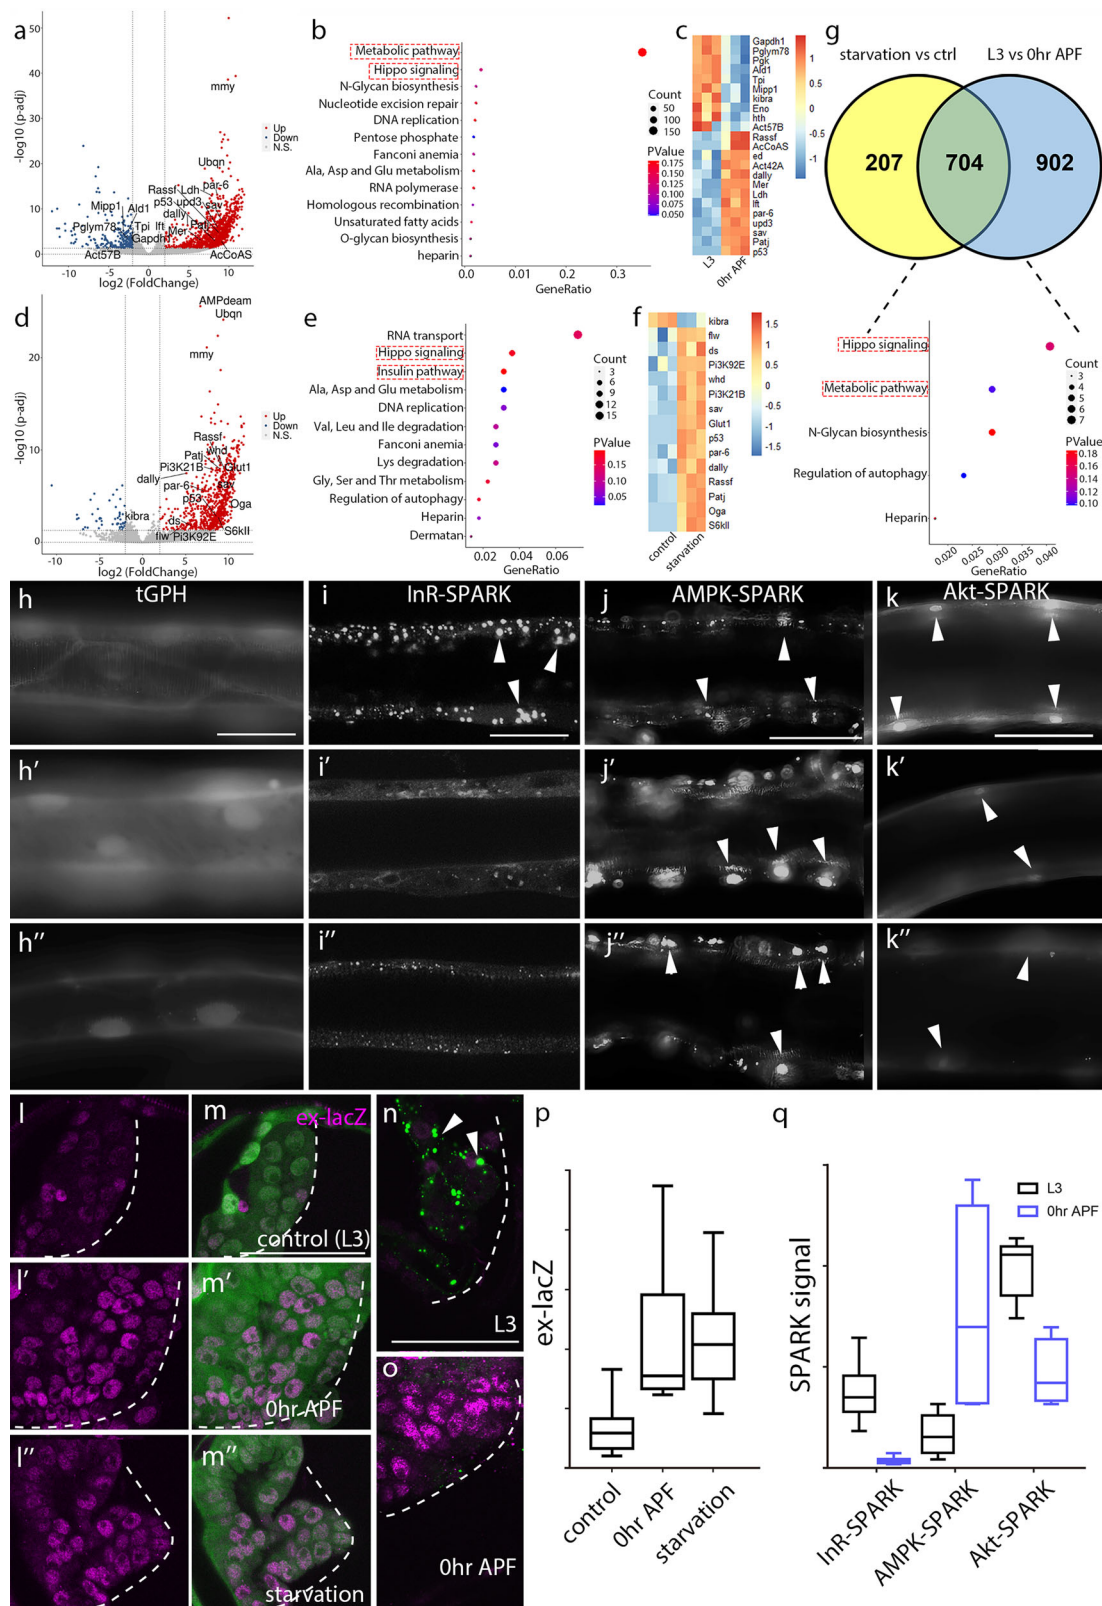 a
-log10 (p-adj)
50
40
30
20
10
0
mmy
Ubqn
Rassf Ldh par-6
p53 upd3 sav
dally
Mipp1 Ald1
Pglym78 Tpi lft Patj
Gapdh Mer
Act57B
AcCoAS
Up
Down
N.S.
-10 -5 0 5 10
log2 (FoldChange)
b
Metabolic pathway
Hippo signaling
N-Glycan biosynthesis
Nucleotide excision repair
DNA replication
Pentose phosphate
Fanconi anemia
Ala, Asp and Glu metabolism
RNA polymerase
Homologous recombination
Unsaturated fatty acids
O-glycan biosynthesis
heparin
0.0 0.1 0.2 0.3
GeneRatio
Count
50
100
150
PValue
0.175
0.150
0.125
0.100
0.075
0.050
c
Gapdh1
Pglym78
Pgk
Ald1
Tpi
Mipp1
kibra
Eno
hth
Act57B
Rassf
AcCoAS
ed
Act42A
dally
Mer
Ldh
lft
par-6
upd3
sav
Patj
p53
L3
0hr APF
1
0.5
0
-0.5
-1
g
starvation vs ctrl
L3 vs 0hr APF
207 704 902
Hippo signaling
Metabolic pathway
N-Glycan biosynthesis
Regulation of autophagy
Heparin
0.020 0.025 0.030 0.035 0.040
GeneRatio
Count
3
4
5
6
7
PValue
0.18
0.16
0.14
0.12
0.10
d
-log10 (p-adj)
20
10
0
AMPdeam
Ubqn
mmy
Rassf
Patj whd
Pi3K21B Glut1
dally
par-6 sav
p53
Oga
kibra
ds
S6kII
flw Pi3K92E
Up
Down
N.S.
-10 -5 0 5 10
log2 (FoldChange)
e
RNA transport
Hippo signaling
Insulin pathway
Ala, Asp and Glu metabolism
DNA replication
Val, Leu and Ile degradation
Fanconi anemia
Lys degradation
Gly, Ser and Thr metabolism
Regulation of autophagy
Heparin
Dermatan
0.02 0.04 0.06
GeneRatio
Count
3
6
9
12
15
PValue
0.15
0.10
0.05
f
kibra
flw
ds
Pi3K92E
whd
Pi3K21B
sav
Glut1
p53
par-6
dally
Rassf
Patj
Oga
S6kII
control
starvation
1.5
1
0.5
0
-0.5
-1
-1.5
h
tGPH
i
InR-SPARK
j
AMPK-SPARK
k
Akt-SPARK
h'
i'
j'
k'
h"
i"
j"
k"
l
m
ex-lacZ
control (L3)
l'
m'
0hr APF
l"
m"
starvation
n
L3
o
0hr APF
p
ex-lacZ
control
0hr APF
starvation
q
SPARK signal
L3
0hr APF
InR-SPARK
AMPK-SPARK
Akt-SPARK